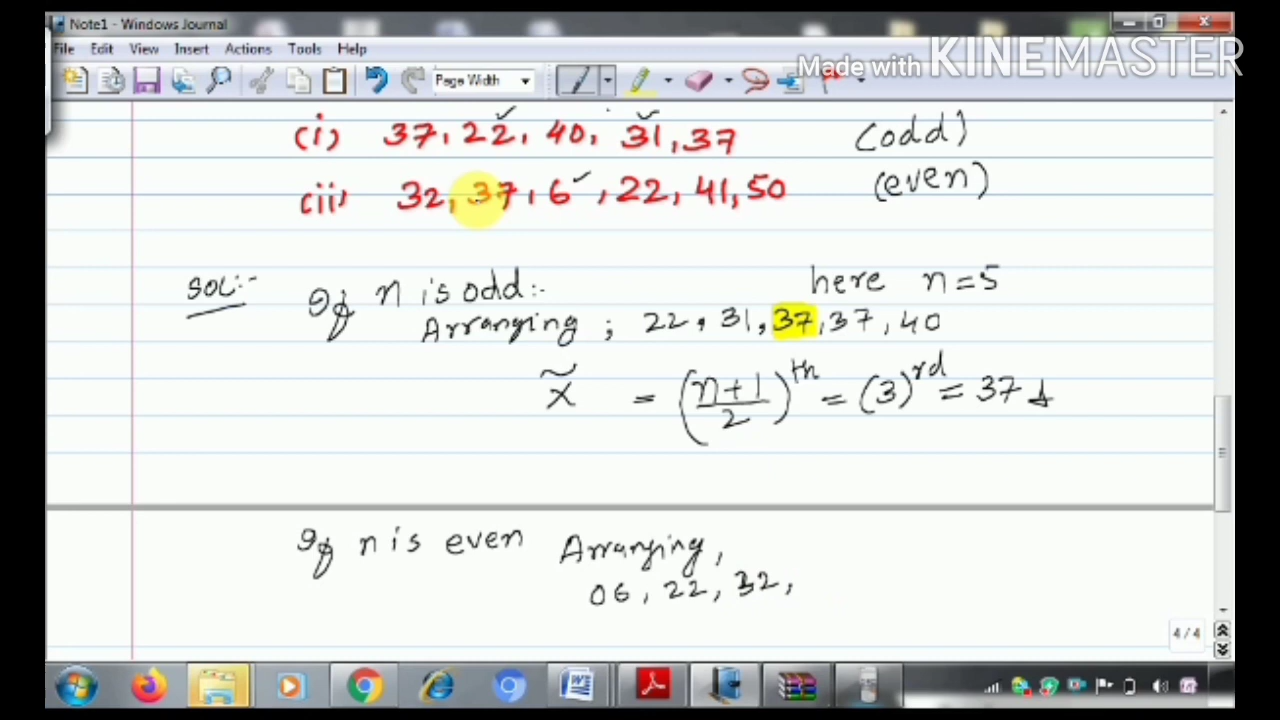 Note1 - Windows Journal
File Edit View Insert Actions Tools Help
Made with KINEMASTER
Page Width
(i) 37, 22, 40, 31, 37 (odd)
(ii) 32, 37, 6, 22, 41, 50 (even)
SOL:- If n is odd:- here n=5
Arranging ; 22, 31, 37, 37, 40
x̃ = (n+1/2)th = (3)rd = 37
If n is even Arranging,
06, 22, 32,
4/4